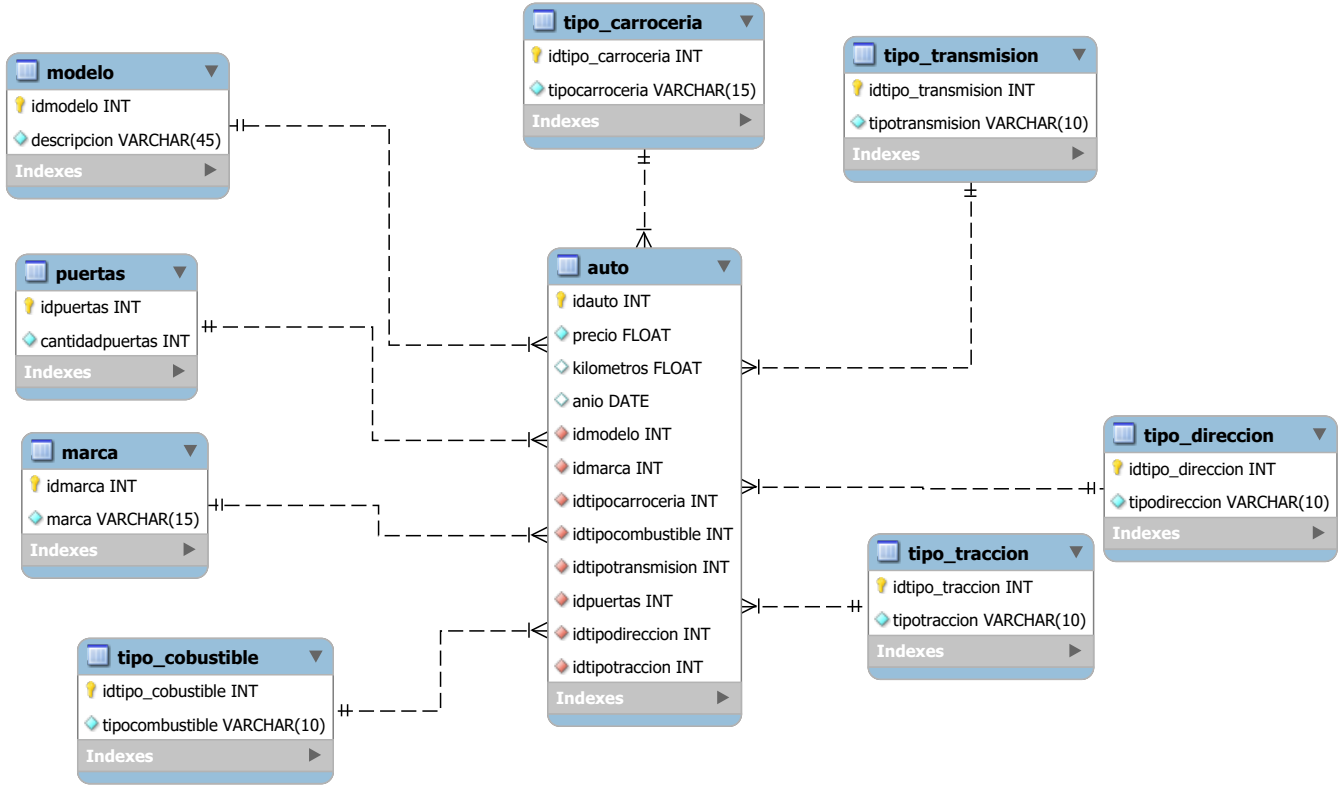 tipo_carroceria
idtipo_carroceria INT
tipocarroceria VARCHAR(15)
Indexes
tipo_transmision
idtipo_transmision INT
tipotransmision VARCHAR(10)
Indexes
modelo
idmodelo INT
descripcion VARCHAR(45)
Indexes
puertas
idpuertas INT
cantidadpuertas INT
Indexes
auto
idauto INT
precio FLOAT
kilometros FLOAT
anio DATE
idmodelo INT
idmarca INT
idtipocarroceria INT
idtipocombustible INT
idtipotransmision INT
idpuertas INT
idtipodireccion INT
idtipotraccion INT
Indexes
marca
idmarca INT
marca VARCHAR(15)
Indexes
tipo_direccion
idtipo_direccion INT
tipodireccion VARCHAR(10)
Indexes
tipo_traccion
idtipo_traccion INT
tipotraccion VARCHAR(10)
Indexes
tipo_cobustible
idtipo_cobustible INT
tipocombustible VARCHAR(10)
Indexes